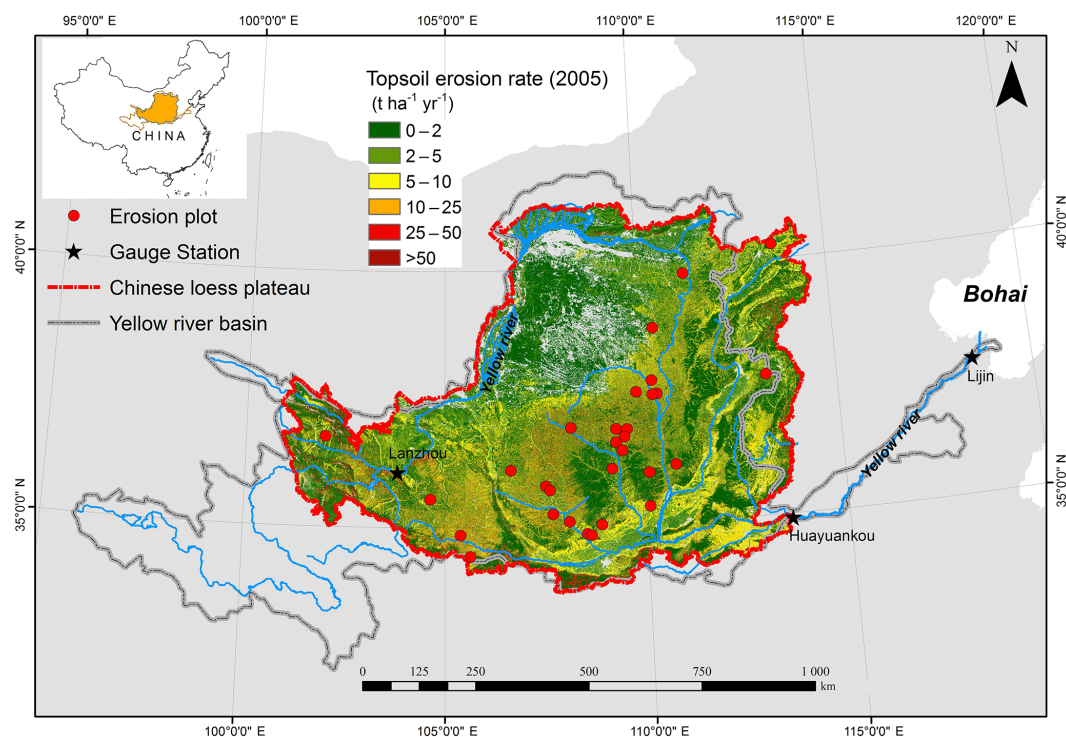 95°0'0" E
100°0'0" E
105°0'0" E
110°0'0" E
115°0'0" E
120°0'0" E
N
CHINA
Topsoil erosion rate (2005)
(t ha⁻¹ yr⁻¹)
0 – 2
2 – 5
5 – 10
10 – 25
25 – 50
>50
Erosion plot
Gauge Station
Chinese loess plateau
Yellow river basin
40°0'0" N
40°0'0" N
35°0'0" N
35°0'0" N
Bohai
Yellow river
Lijin
Yellow river
Lanzhou
Huayuankou
0 125 250 500 750 1 000
km
100°0'0" E
105°0'0" E
110°0'0" E
115°0'0" E